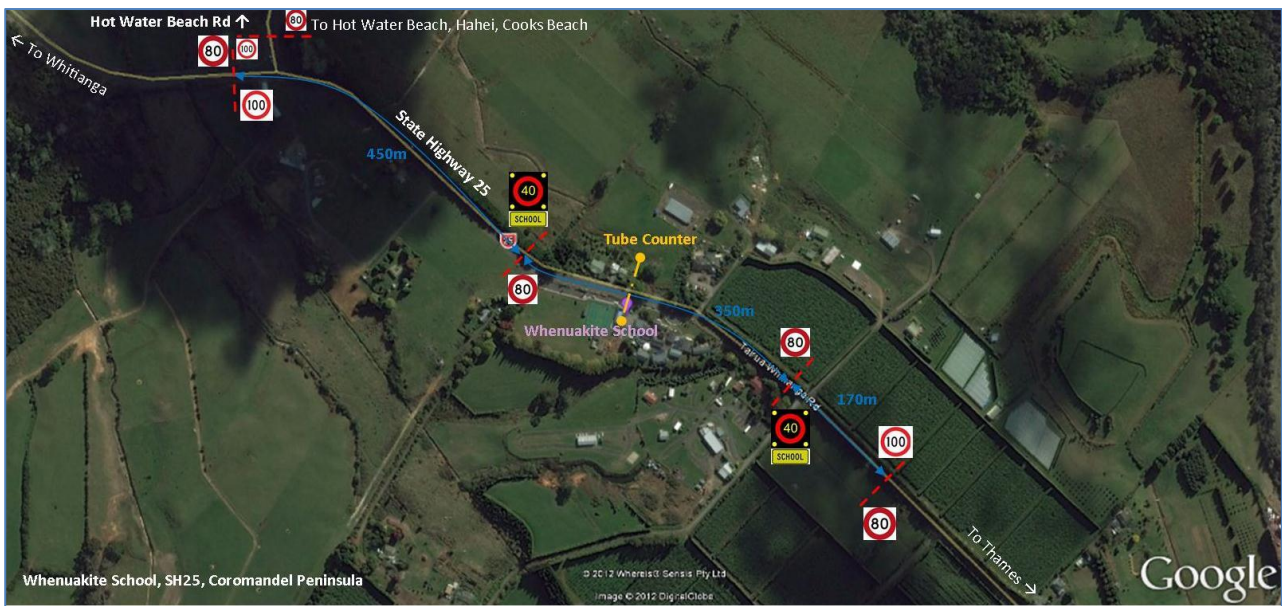 Hot Water Beach Rd ↑
80
To Hot Water Beach, Hahei, Cooks Beach
← To Whitianga
80
100
100
State Highway 25
450m
40
SCHOOL
25
80
Tube Counter
Whenuakite School
350m
80
Tairua Whitianga Rd
170m
40
SCHOOL
100
80
To Thames →
Whenuakite School, SH25, Coromandel Peninsula
© 2012 Whereis® Sensis Pty Ltd
Image © 2012 DigitalGlobe
Google